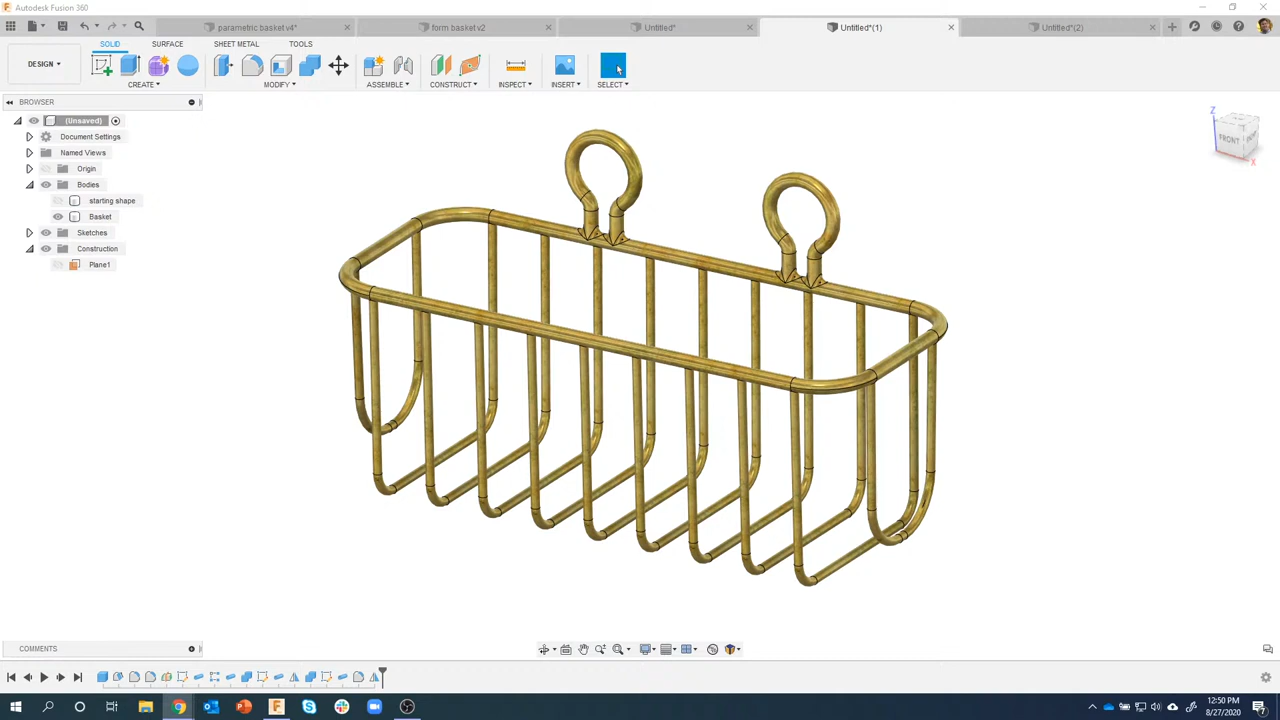 Autodesk Fusion 360
parametric basket v4*
form basket v2
Untitled*
Untitled*(1)
Untitled*(2)
SOLID
SURFACE
SHEET METAL
TOOLS
DESIGN
CREATE
MODIFY
ASSEMBLE
CONSTRUCT
INSPECT
INSERT
SELECT
BROWSER
(Unsaved)
Document Settings
Named Views
Origin
Bodies
starting shape
Basket
Sketches
Construction
Plane1
Z
FRONT
X
COMMENTS
12:50 PM
8/27/2020